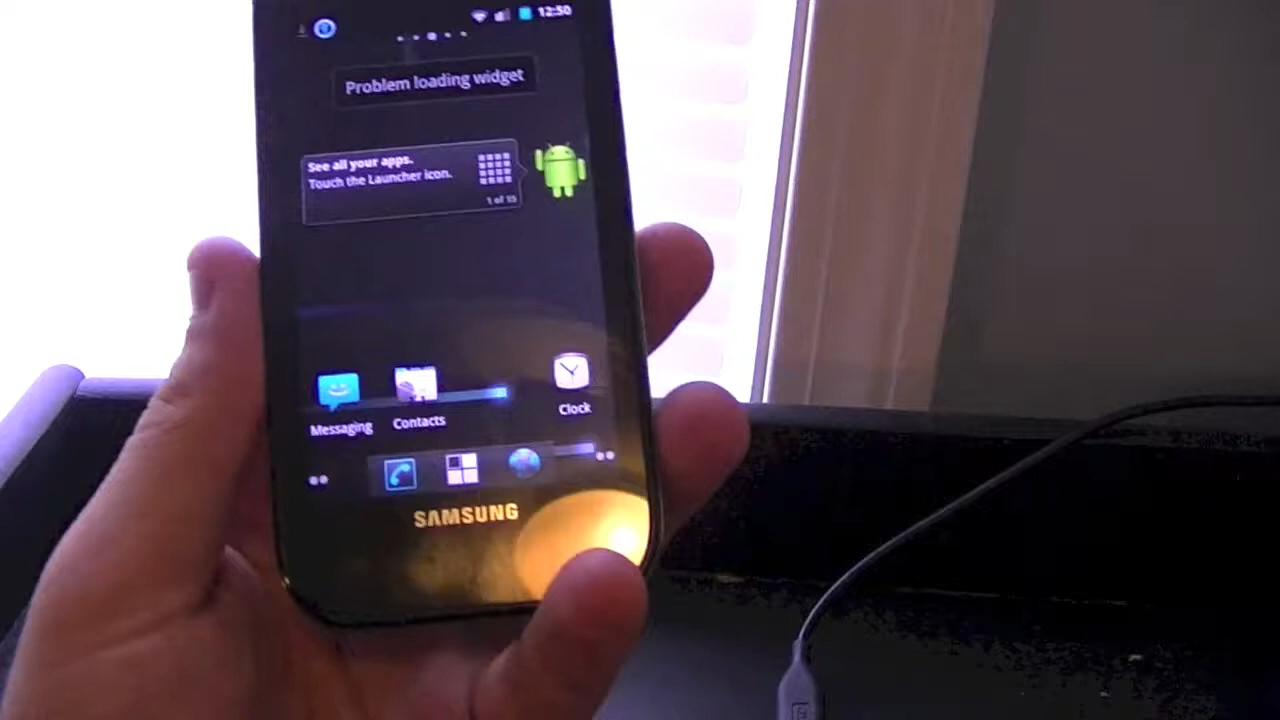 12:50
Problem loading widget
See all your apps.
Touch the Launcher icon.
1 of 15
Messaging
Contacts
Clock
SAMSUNG